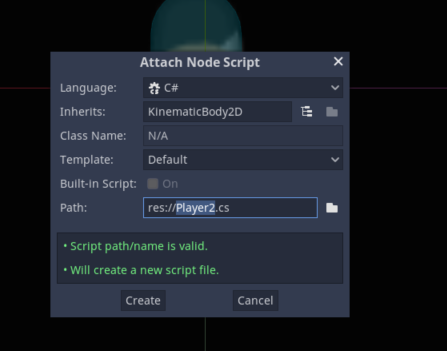 Attach Node Script
Language: C#
Inherits: KinematicBody2D
Class Name: N/A
Template: Default
Built-In Script: On
Path: res://Player2.cs
• Script path/name is valid.
• Will create a new script file.
Create Cancel